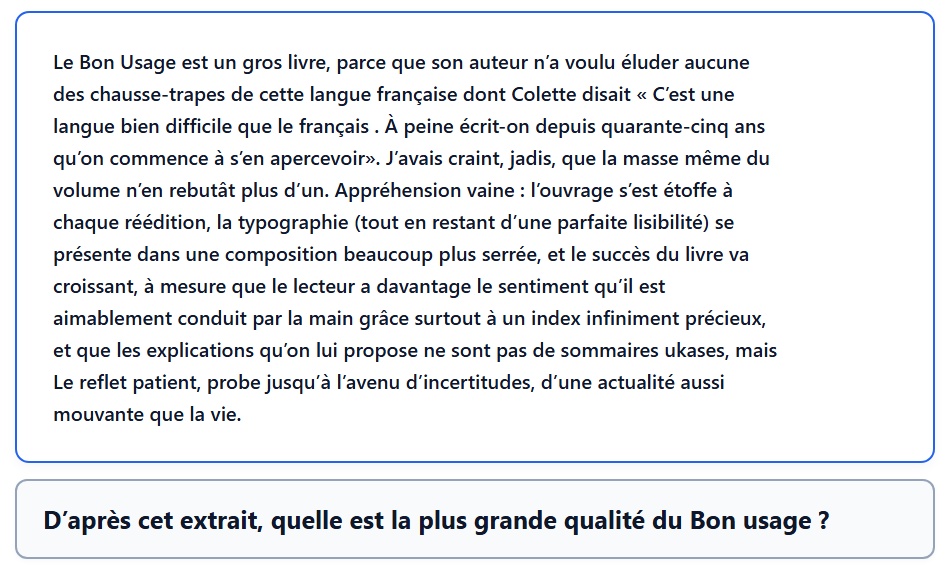 Le Bon Usage est un gros livre, parce que son auteur n’a voulu éluder aucune
des chausse-trapes de cette langue française dont Colette disait « C’est une
langue bien difficile que le français . À peine écrit-on depuis quarante-cinq ans
qu’on commence à s’en apercevoir». J’avais craint, jadis, que la masse même du
volume n’en rebutât plus d’un. Appréhension vaine : l’ouvrage s’est étoffe à
chaque réédition, la typographie (tout en restant d’une parfaite lisibilité) se
présente dans une composition beaucoup plus serrée, et le succès du livre va
croissant, à mesure que le lecteur a davantage le sentiment qu’il est
aimablement conduit par la main grâce surtout à un index infiniment précieux,
et que les explications qu’on lui propose ne sont pas de sommaires ukases, mais
Le reflet patient, probe jusqu’à l’avenu d’incertitudes, d’une actualité aussi
mouvante que la vie.
D’après cet extrait, quelle est la plus grande qualité du Bon usage ?